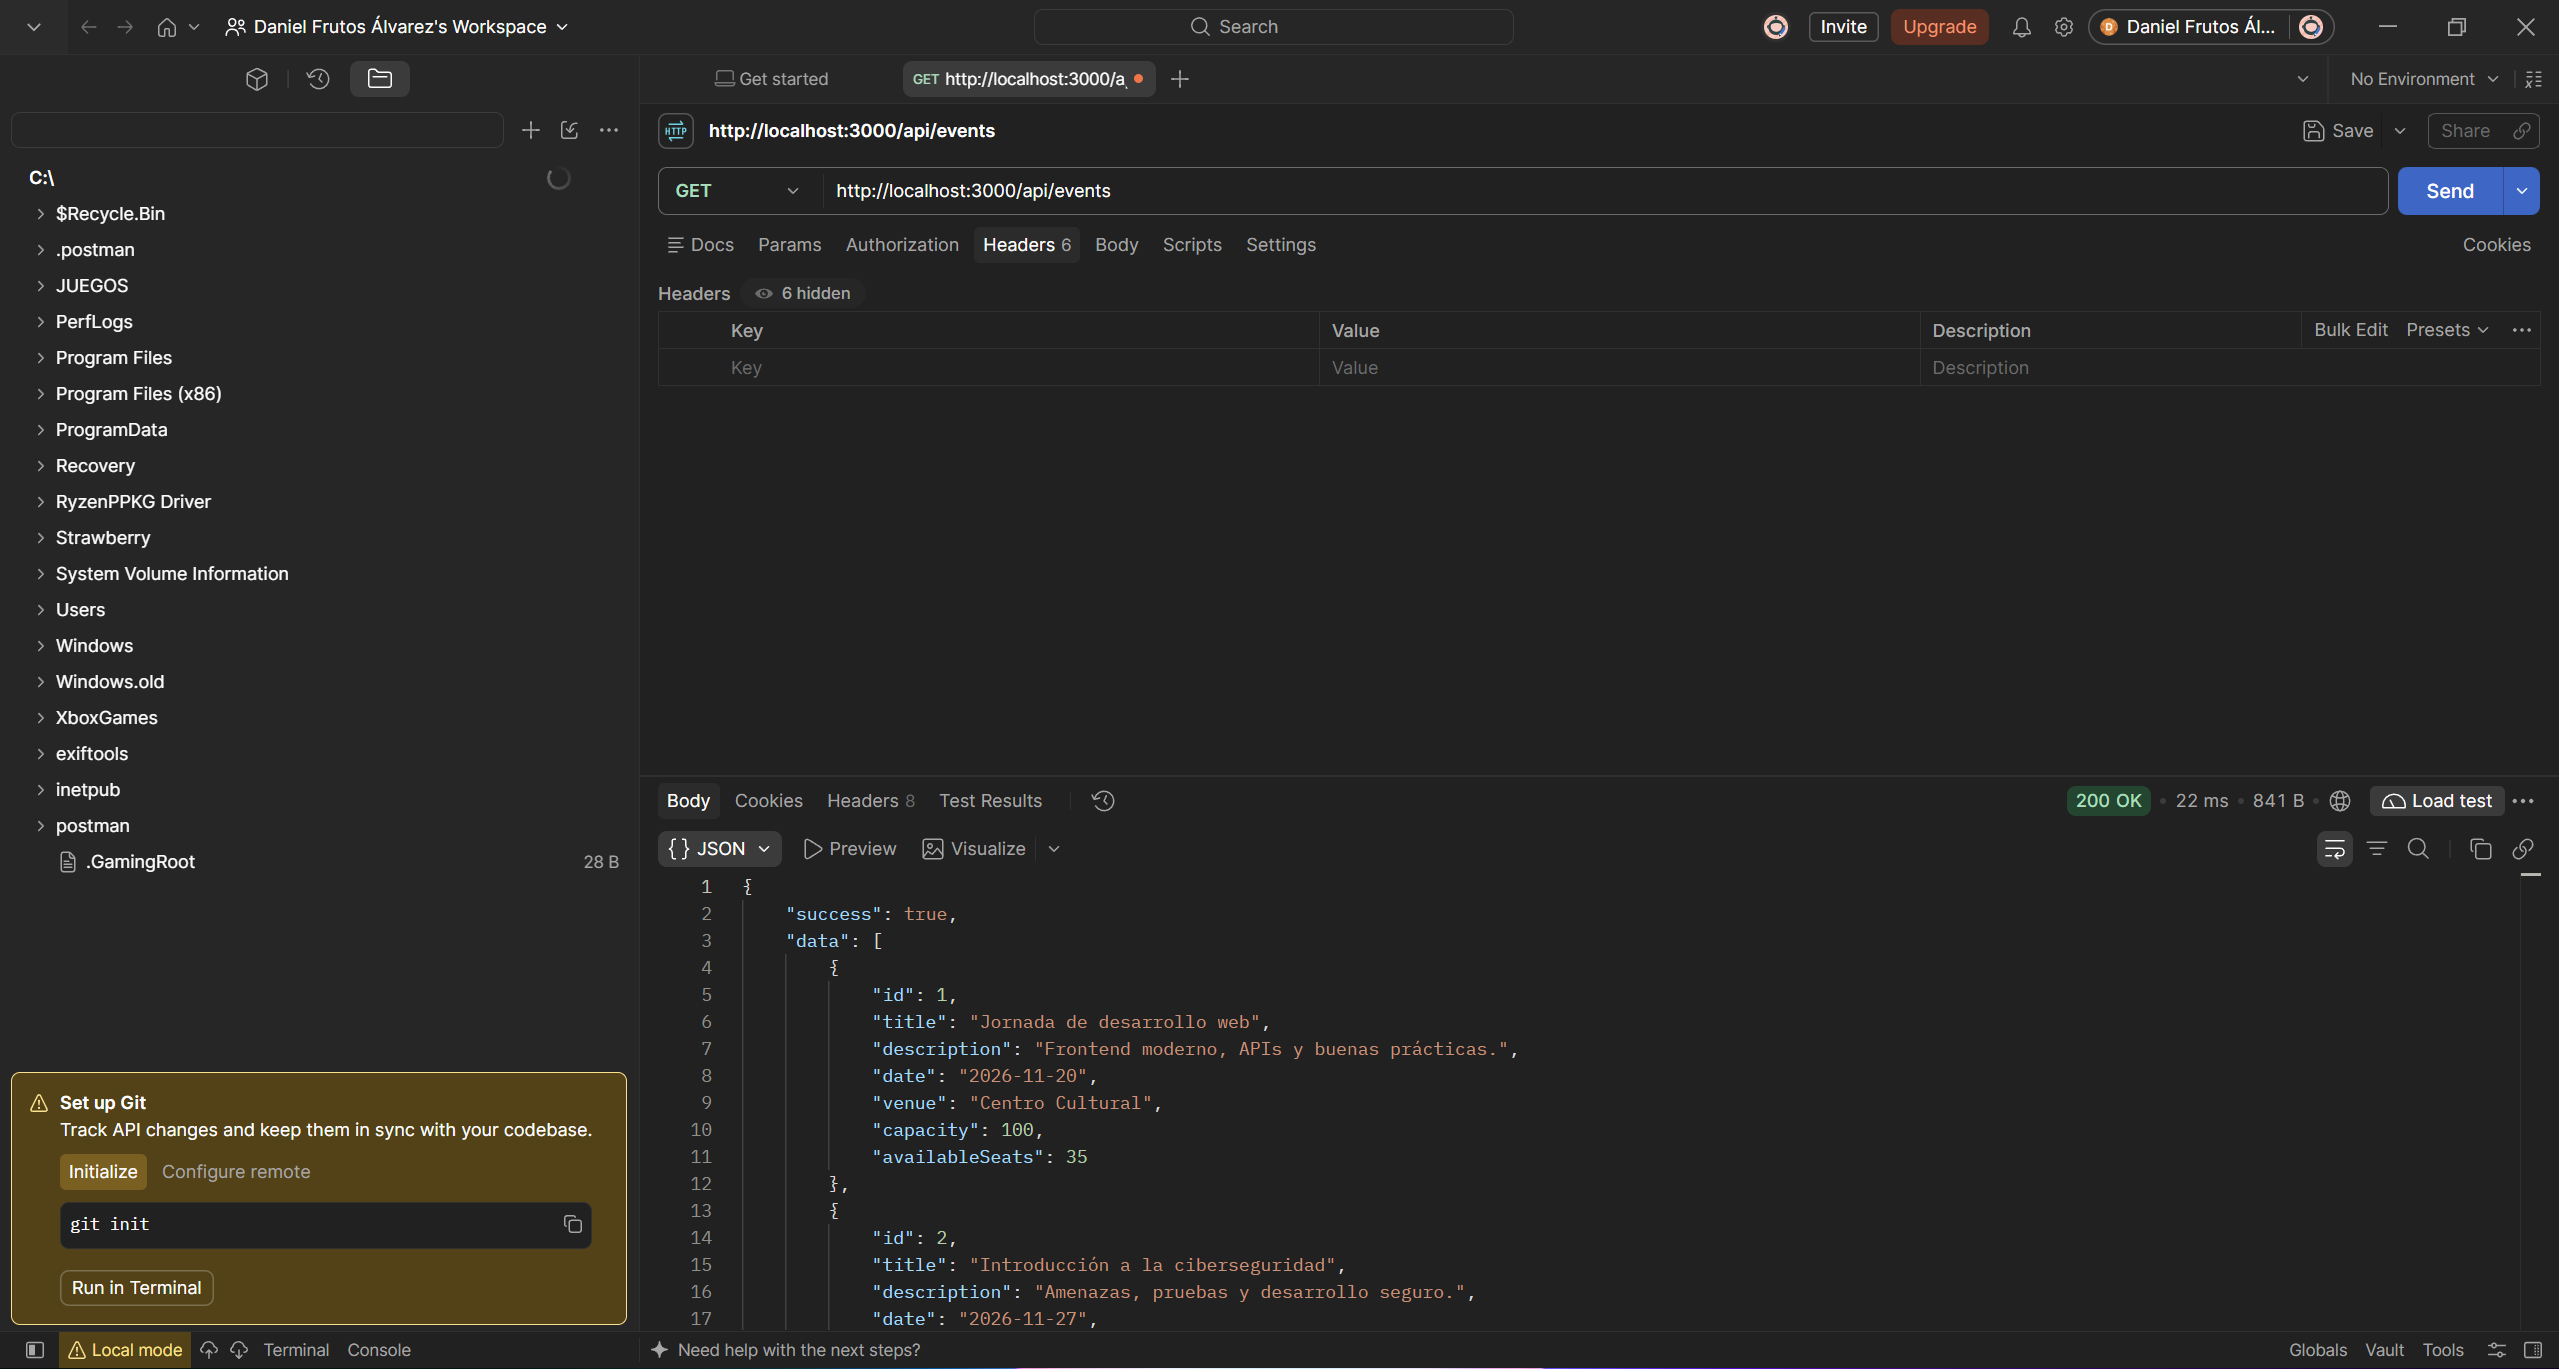 Daniel Frutos Álvarez's Workspace
Search
Invite
Upgrade
D
Daniel Frutos Ál...
Get started
GET http://localhost:3000/a
No Environment
HTTP
http://localhost:3000/api/events
Save
Share
GET
http://localhost:3000/api/events
Send
Docs
Params
Authorization
Headers 6
Body
Scripts
Settings
Cookies
Headers
6 hidden
Key
Value
Description
Bulk Edit
Presets
Key
Value
Description
C:\
$Recycle.Bin
.postman
JUEGOS
PerfLogs
Program Files
Program Files (x86)
ProgramData
Recovery
RyzenPPKG Driver
Strawberry
System Volume Information
Users
Windows
Windows.old
XboxGames
exiftools
inetpub
postman
.GamingRoot
28 B
Set up Git
Track API changes and keep them in sync with your codebase.
Initialize
Configure remote
git init
Run in Terminal
Body
Cookies
Headers 8
Test Results
200 OK
22 ms
841 B
Load test
{} JSON
Preview
Visualize
1 {
2 "success": true,
3 "data": [
4 {
5 "id": 1,
6 "title": "Jornada de desarrollo web",
7 "description": "Frontend moderno, APIs y buenas prácticas.",
8 "date": "2026-11-20",
9 "venue": "Centro Cultural",
10 "capacity": 100,
11 "availableSeats": 35
12 },
13 {
14 "id": 2,
15 "title": "Introducción a la ciberseguridad",
16 "description": "Amenazas, pruebas y desarrollo seguro.",
17 "date": "2026-11-27",
Local mode
Terminal
Console
Need help with the next steps?
Globals
Vault
Tools